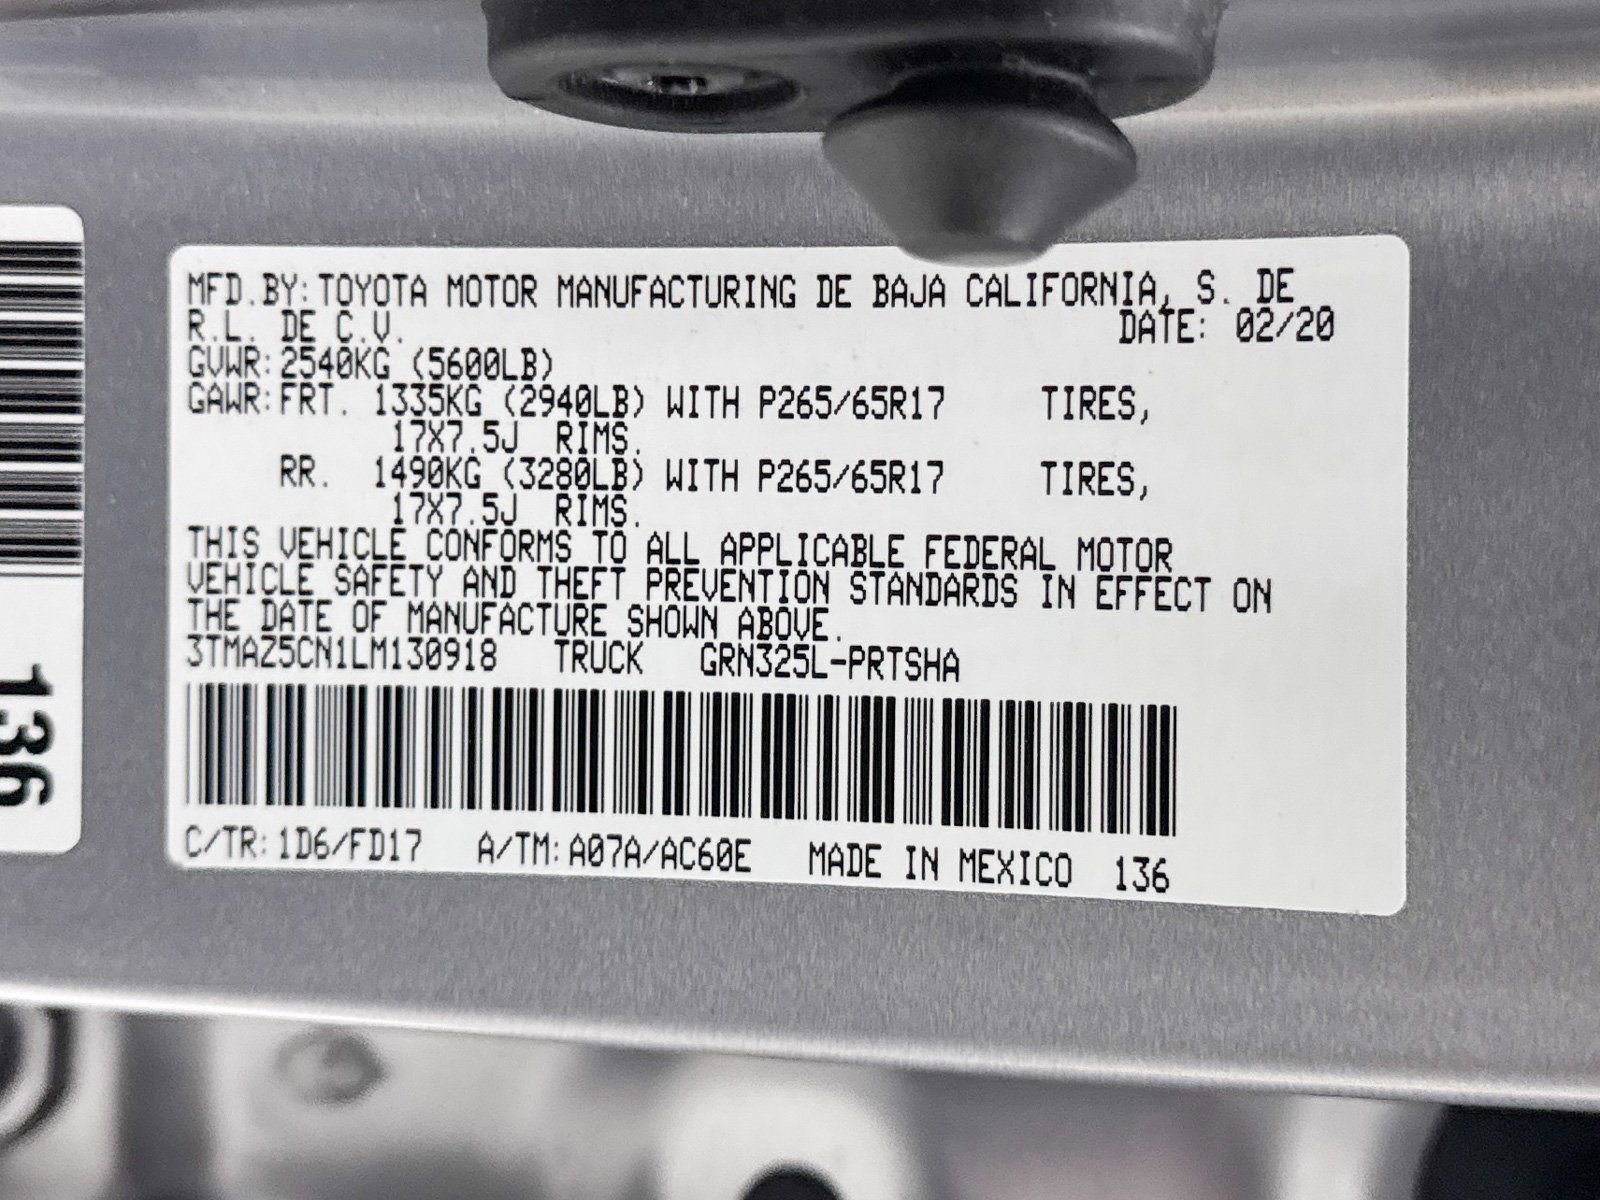 MFD.BY:TOYOTA MOTOR MANUFACTURING DE BAJA CALIFORNIA, S. DE
R.L. DE C.V. DATE: 02/20
GVWR:2540KG (5600LB)
GAWR:FRT. 1335KG (2940LB) WITH P265/65R17 TIRES,
17X7.5J RIMS.
RR. 1490KG (3280LB) WITH P265/65R17 TIRES,
17X7.5J RIMS.
THIS VEHICLE CONFORMS TO ALL APPLICABLE FEDERAL MOTOR
VEHICLE SAFETY AND THEFT PREVENTION STANDARDS IN EFFECT ON
THE DATE OF MANUFACTURE SHOWN ABOVE.
3TMAZ5CN1LM130918 TRUCK GRN325L-PRTSHA
C/TR:1D6/FD17 A/TM:A07A/AC60E MADE IN MEXICO 136
136